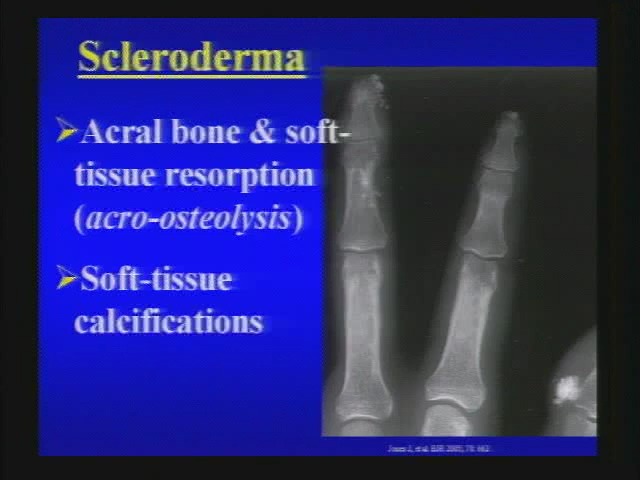 Scleroderma
Acral bone & soft-
tissue resorption
(acro-osteolysis)
Soft-tissue
calcifications